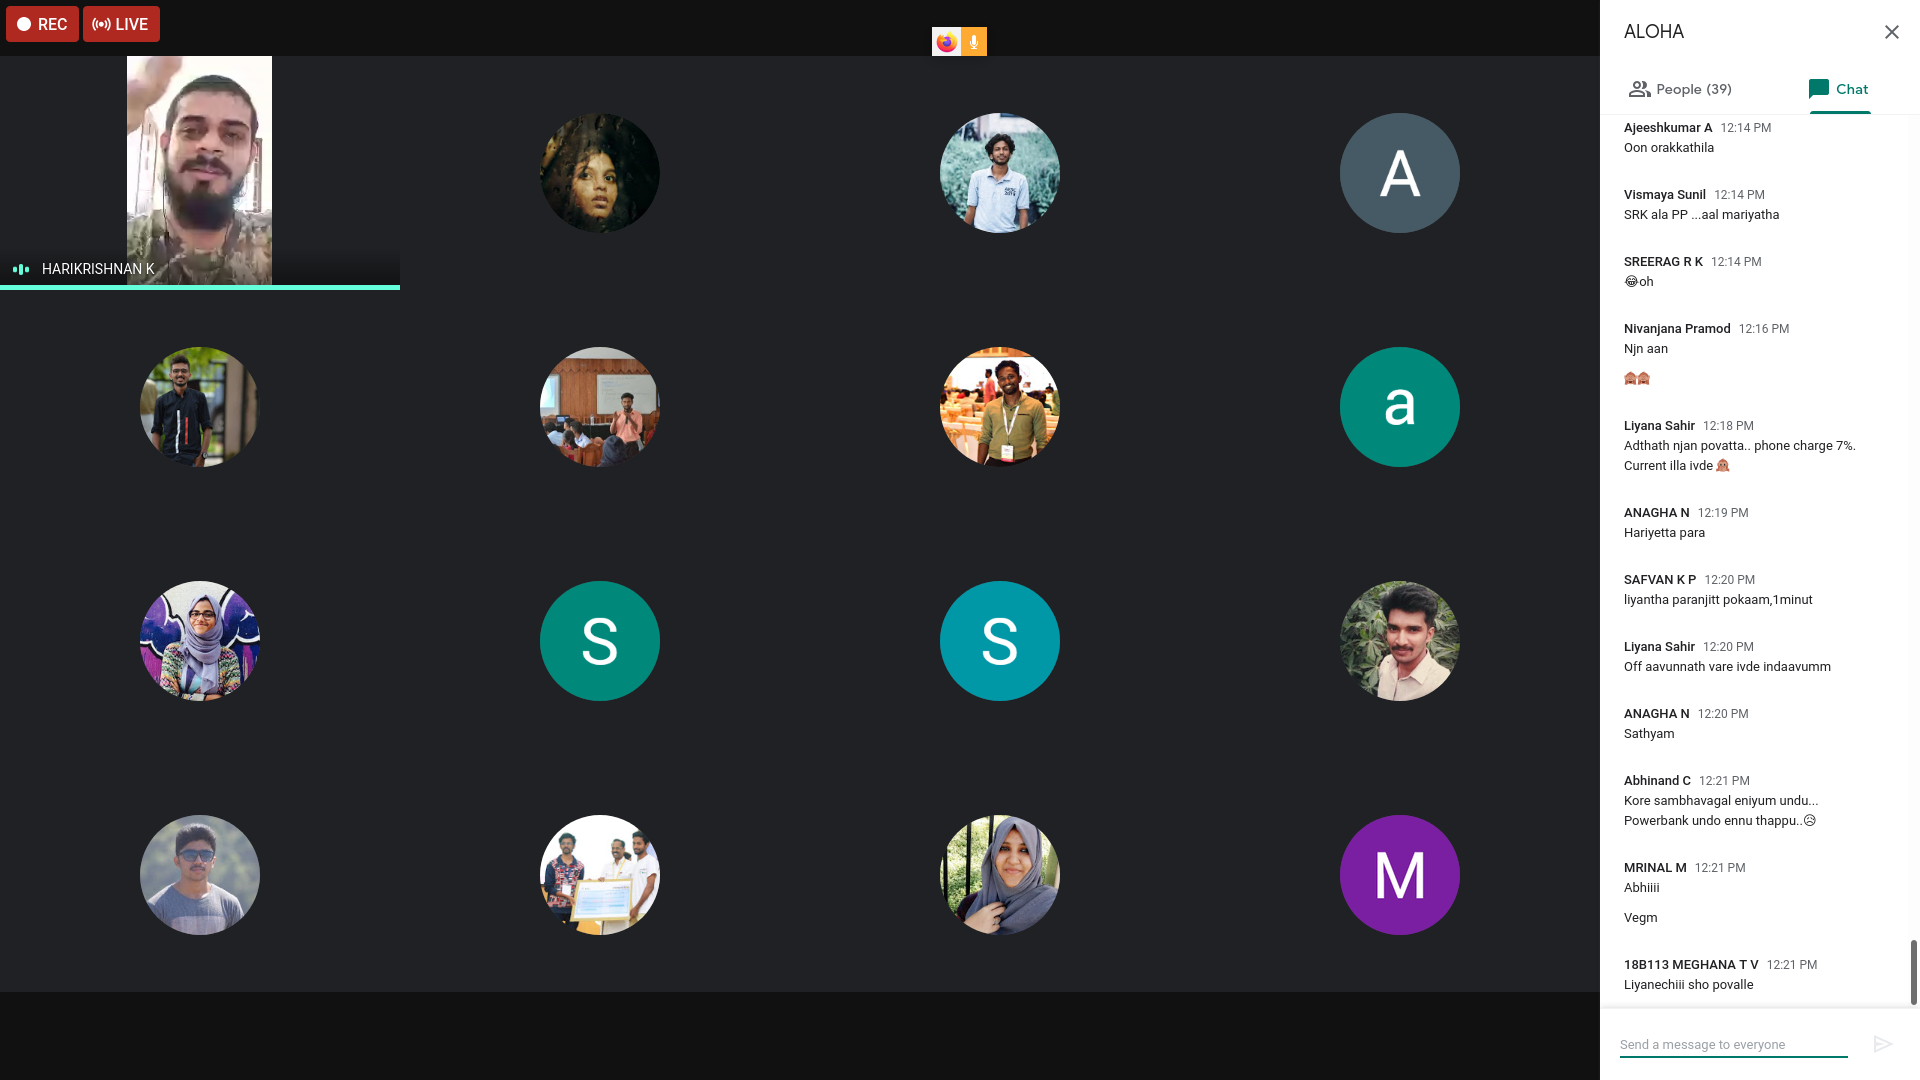 REC
LIVE
HARIKRISHNAN K
A
a
S
S
M
ALOHA
People (39)
Chat
Ajeeshkumar A 12:14 PM
Oon orakkathila
Vismaya Sunil 12:14 PM
SRK ala PP ...aal mariyatha
SREERAG R K 12:14 PM
😂oh
Nivanjana Pramod 12:16 PM
Njn aan
🙈🙈
Liyana Sahir 12:18 PM
Adthath njan povatta.. phone charge 7%.
Current illa ivde 🙊
ANAGHA N 12:19 PM
Hariyetta para
SAFVAN K P 12:20 PM
liyantha paranjitt pokaam,1minut
Liyana Sahir 12:20 PM
Off aavunnath vare ivde indaavumm
ANAGHA N 12:20 PM
Sathyam
Abhinand C 12:21 PM
Kore sambhavagal eniyum undu...
Powerbank undo ennu thappu..😥
MRINAL M 12:21 PM
Abhiiii
Vegm
18B113 MEGHANA T V 12:21 PM
Liyanechiii sho povalle
Send a message to everyone